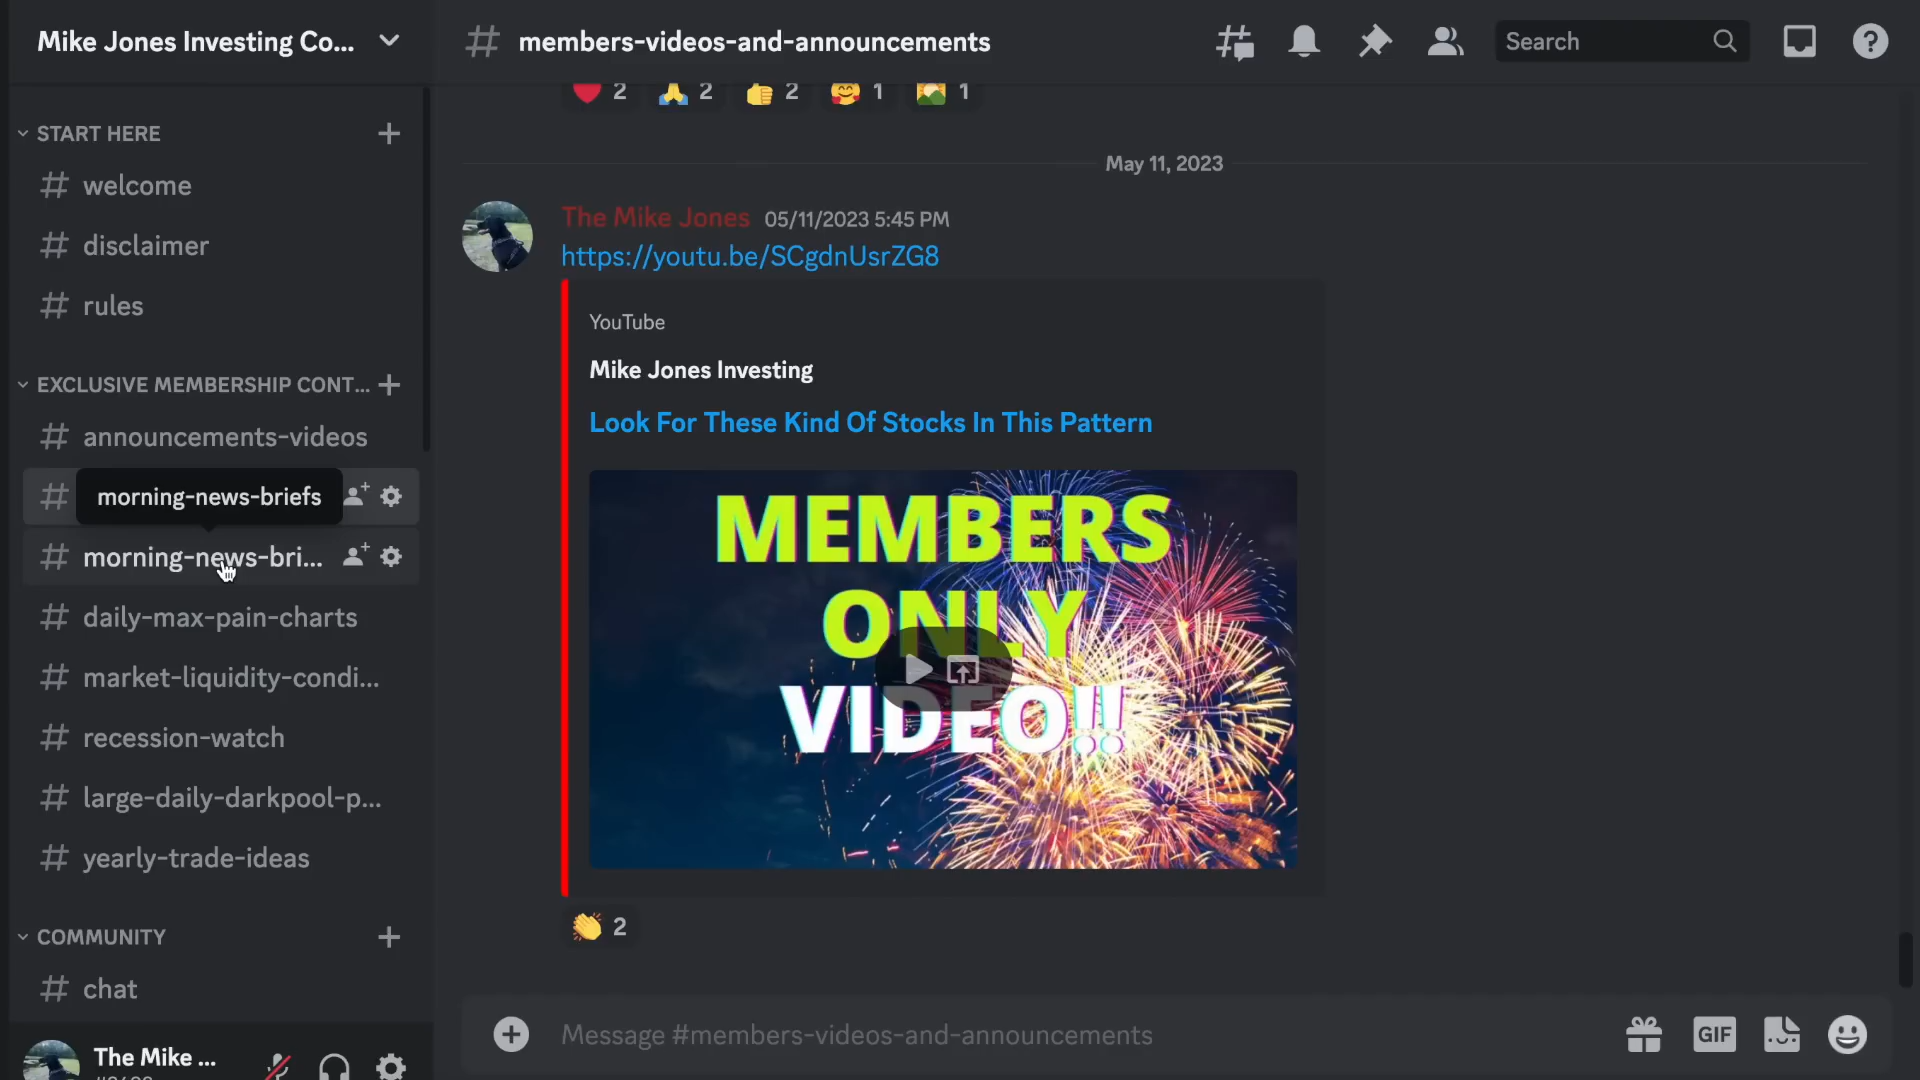 Mike Jones Investing Co...
START HERE
welcome
disclaimer
rules
EXCLUSIVE MEMBERSHIP CONT...
announcements-videos
morning-news-briefs
morning-news-bri...
daily-max-pain-charts
market-liquidity-condi...
recession-watch
large-daily-darkpool-p...
yearly-trade-ideas
COMMUNITY
chat
The Mike ...
# members-videos-and-announcements
Search
2 2 2 1 1
May 11, 2023
The Mike Jones 05/11/2023 5:45 PM
https://youtu.be/SCgdnUsrZG8
YouTube
Mike Jones Investing
Look For These Kind Of Stocks In This Pattern
MEMBERS
ONLY
VIDEO!!
2
Message #members-videos-and-announcements
GIF